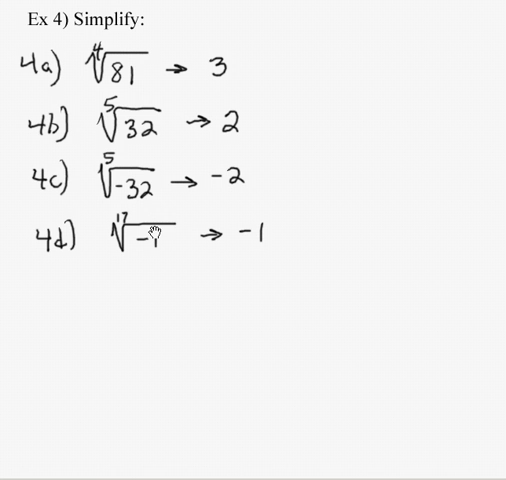 Ex 4) Simplify:
4a) ∜81 → 3
4b) ⁵√32 → 2
4c) ⁵√-32 → -2
4d) ¹⁷√-1 → -1